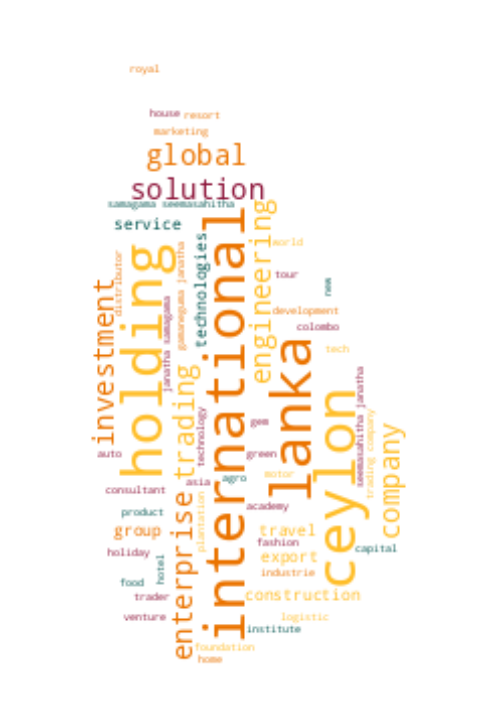 royal
house resort
marketing
global
solution
samagama seemasahitha
service
international
holding
lanka
ceylon
engineering
technologies
investment
distributor
gamaneguma janatha
janatha samagama
world
tour
new
development
colombo
tech
trading
enterprise
company
trading company
seemasahitha janatha
technology
gem
green
auto
asia
agro
motor
consultant
plantation
academy
product
group
travel
fashion
capital
holiday
export
hotel
industrie
food
trader
construction
venture
logistic
institute
foundation
home